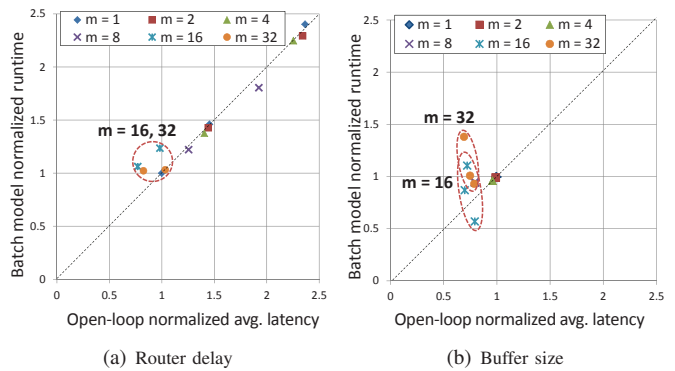 m = 1 m = 2 m = 4
m = 8 m = 16 m = 32
2.5
2
1.5
1
0.5
0
Batch model normalized runtime
m = 16, 32
0 0.5 1 1.5 2 2.5
Open-loop normalized avg. latency
(a) Router delay
m = 1 m = 2 m = 4
m = 8 m = 16 m = 32
2.5
2
1.5
1
0.5
0
Batch model normalized runtime
m = 32
m = 16
0 0.5 1 1.5 2 2.5
Open-loop normalized avg. latency
(b) Buffer size